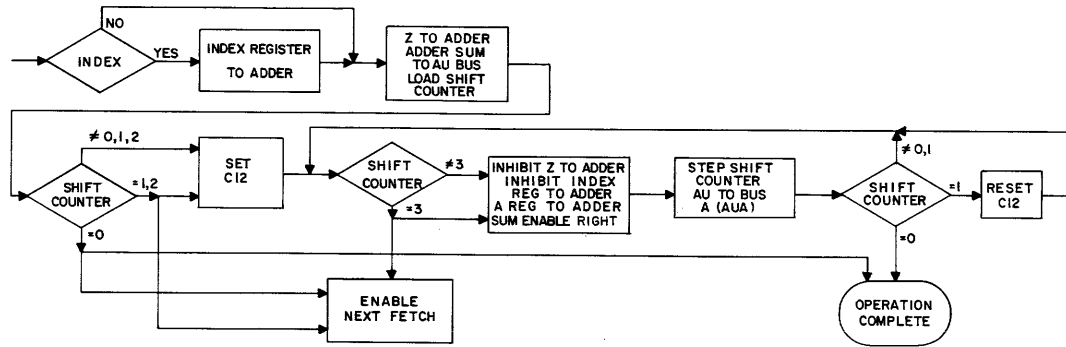 NO
INDEX
YES
INDEX REGISTER
TO ADDER
Z TO ADDER
ADDER SUM
TO AU BUS
LOAD SHIFT
COUNTER
≠ 0, 1, 2
SHIFT
COUNTER
=1,2
=0
SET
C12
SHIFT
COUNTER
≠3
=3
INHIBIT Z TO ADDER
INHIBIT INDEX
REG TO ADDER
A REG TO ADDER
SUM ENABLE RIGHT
STEP SHIFT
COUNTER
AU TO BUS
A (AUA)
≠0,1
SHIFT
COUNTER
=1
=0
RESET
C12
ENABLE
NEXT FETCH
OPERATION
COMPLETE